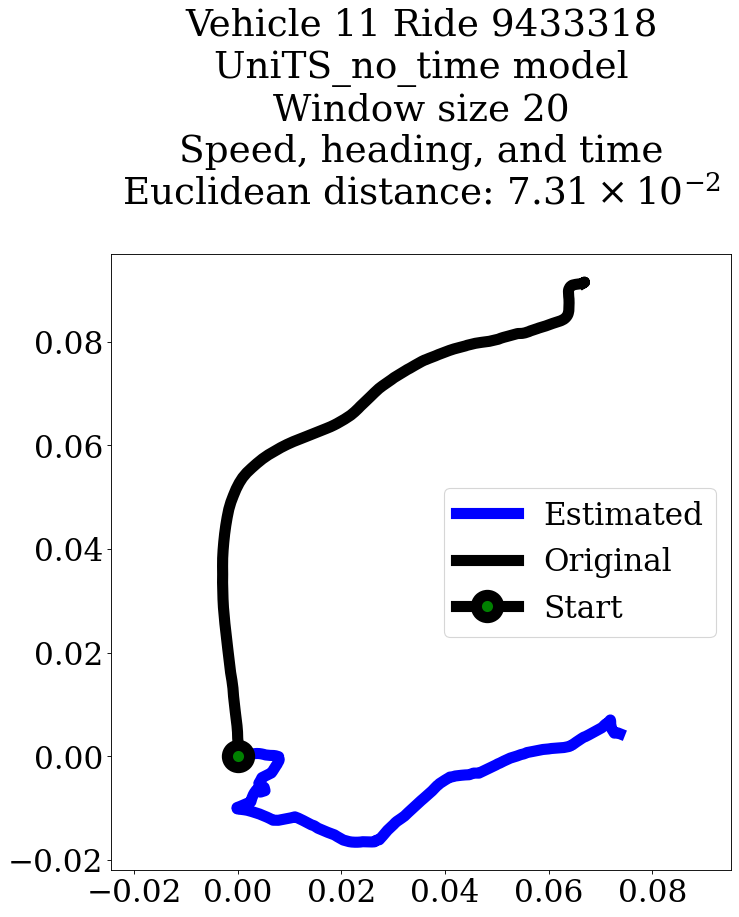 Vehicle 11 Ride 9433318
UniTS_no_time model
Window size 20
Speed, heading, and time
Euclidean distance: 7.31 × 10⁻²
0.08
0.06
0.04
0.02
0.00
−0.02
Estimated
Original
Start
−0.02 0.00 0.02 0.04 0.06 0.08